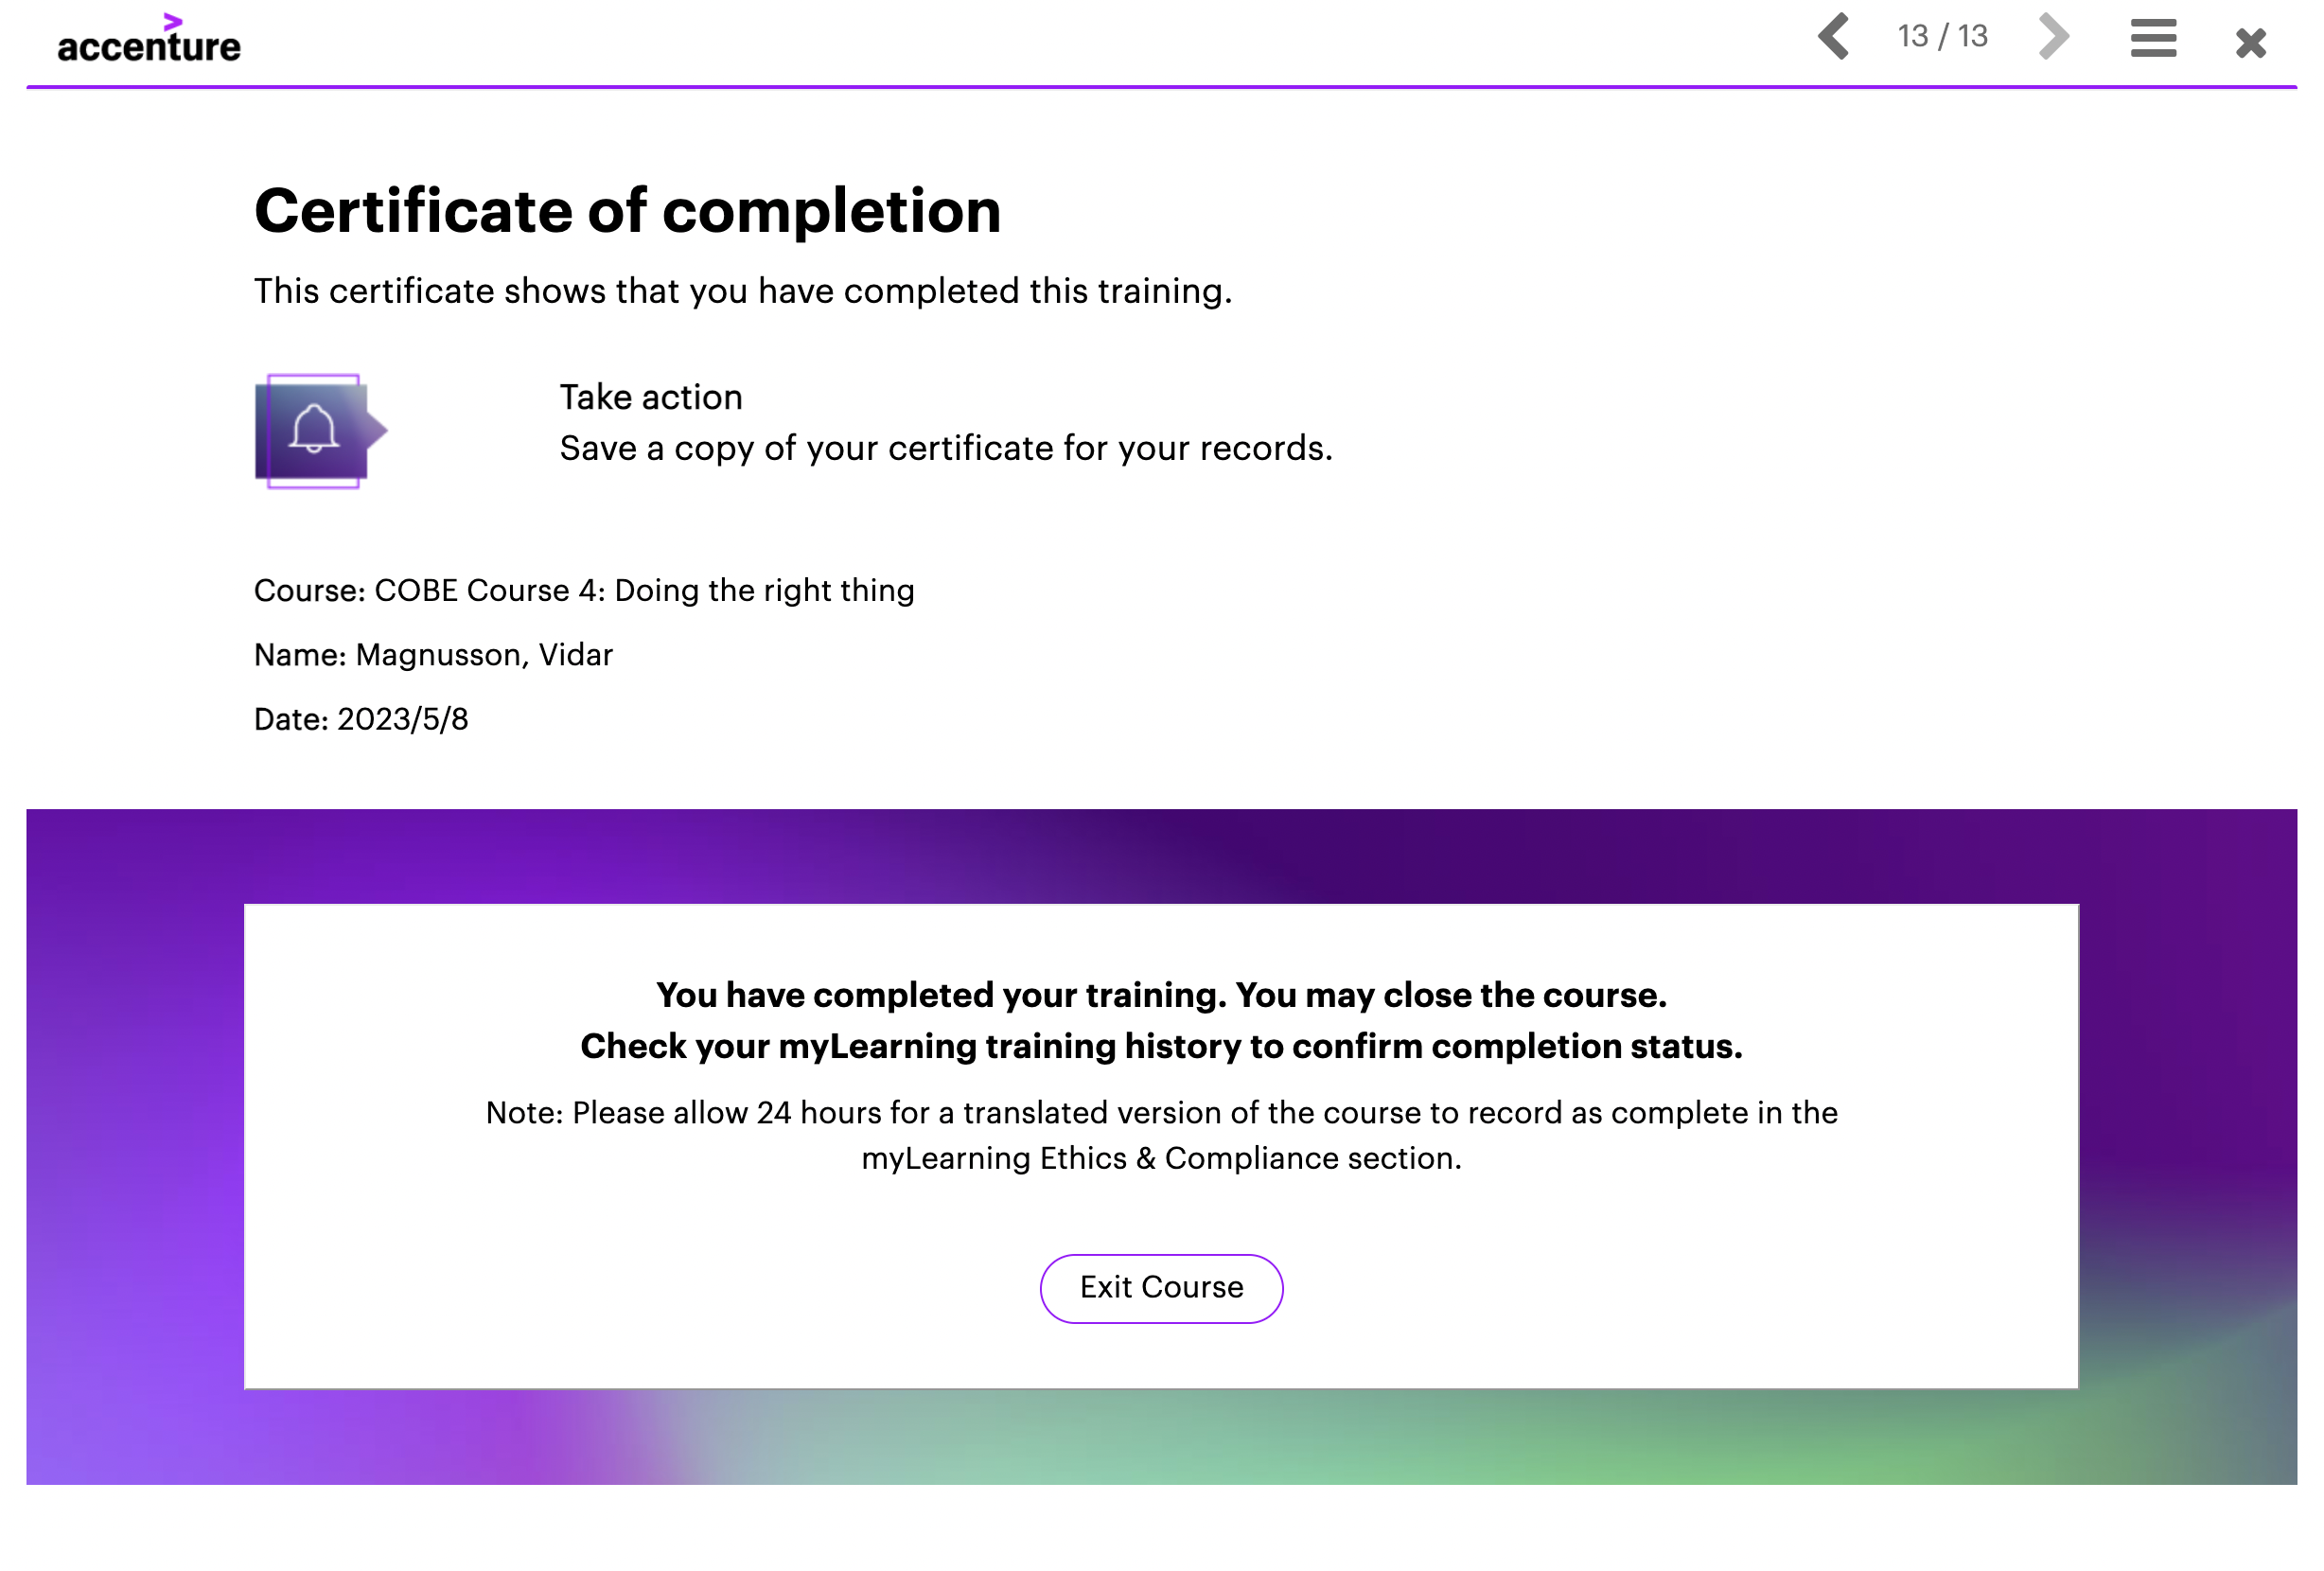 accenture
13 / 13
Certificate of completion
This certificate shows that you have completed this training.
Take action
Save a copy of your certificate for your records.
Course: COBE Course 4: Doing the right thing
Name: Magnusson, Vidar
Date: 2023/5/8
You have completed your training. You may close the course.
Check your myLearning training history to confirm completion status.
Note: Please allow 24 hours for a translated version of the course to record as complete in the
myLearning Ethics & Compliance section.
Exit Course